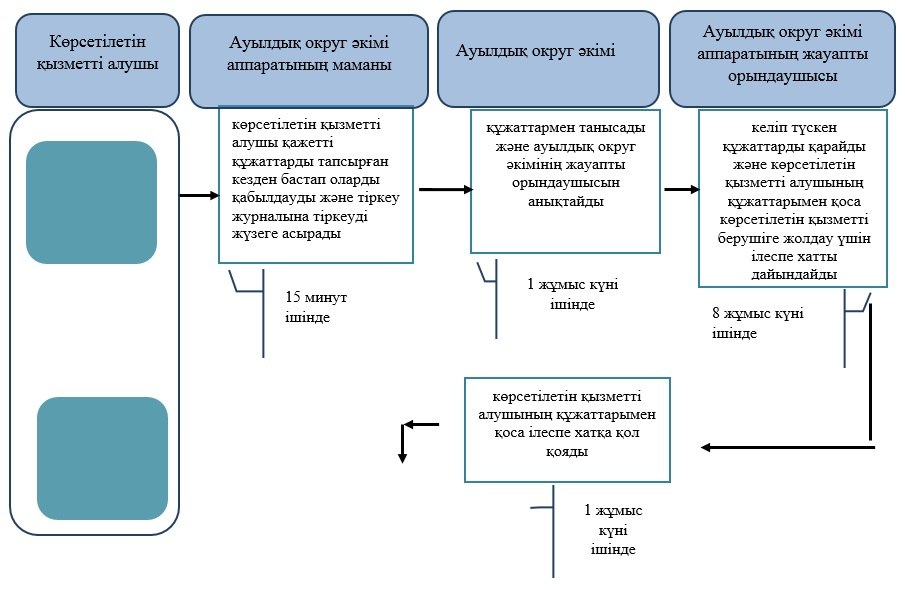 Көрсетілетін
қызметті алушы
Ауылдық округ әкімі
аппаратының маманы
Ауылдық округ әкімі
Ауылдық округ әкімі
аппаратының жауапты
орындаушысы
көрсетілетін қызметті
алушы қажетті
құжаттарды тапсырған
кезден бастап оларды
қабылдауды және тіркеу
журналына тіркеуді
жүзеге асырады
құжаттармен танысады
және ауылдық округ
әкімінің жауапты
орындаушысын
анықтайды
келіп түскен
құжаттарды қарайды
және көрсетілетін
қызметті алушының
құжаттарымен қоса
көрсетілетін қызметті
берушіге жолдау үшін
ілеспе хатты
дайындайды
15 минут
ішінде
1 жұмыс күні
ішінде
8 жұмыс күні
ішінде
көрсетілетін қызметті
алушының құжаттарымен
қоса ілеспе хатқа қол
қояды
1 жұмыс
күні
ішінде